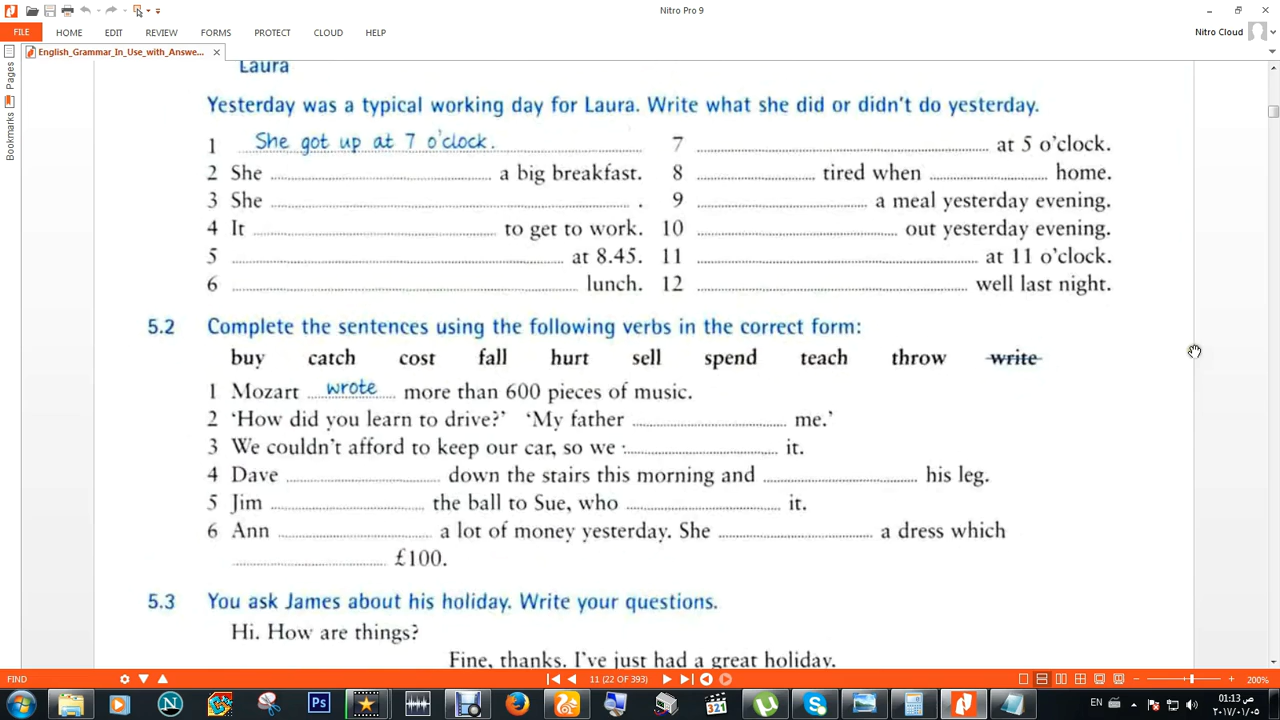 Nitro Pro 9
FILE HOME EDIT REVIEW FORMS PROTECT CLOUD HELP Nitro Cloud
English_Grammar_In_Use_with_Answe...
Pages
Bookmarks
Laura
Yesterday was a typical working day for Laura. Write what she did or didn't do yesterday.
1 She got up at 7 o'clock.
2 She ............ a big breakfast.
3 She ............ .
4 It ............ to get to work.
5 ............ at 8.45.
6 ............ lunch.
7 ............ at 5 o'clock.
8 ............ tired when ............ home.
9 ............ a meal yesterday evening.
10 ............ out yesterday evening.
11 ............ at 11 o'clock.
12 ............ well last night.
5.2 Complete the sentences using the following verbs in the correct form:
buy catch cost fall hurt sell spend teach throw write
1 Mozart wrote more than 600 pieces of music.
2 'How did you learn to drive?' 'My father ............ me.'
3 We couldn't afford to keep our car, so we ............ it.
4 Dave ............ down the stairs this morning and ............ his leg.
5 Jim ............ the ball to Sue, who ............ it.
6 Ann ............ a lot of money yesterday. She ............ a dress which
............ £100.
5.3 You ask James about his holiday. Write your questions.
Hi. How are things?
Fine, thanks. I've just had a great holiday.
FIND 11 (22 OF 393) 200%
Ps 321 EN 01:13 ص
٢٠١٧/٠١/٠٥